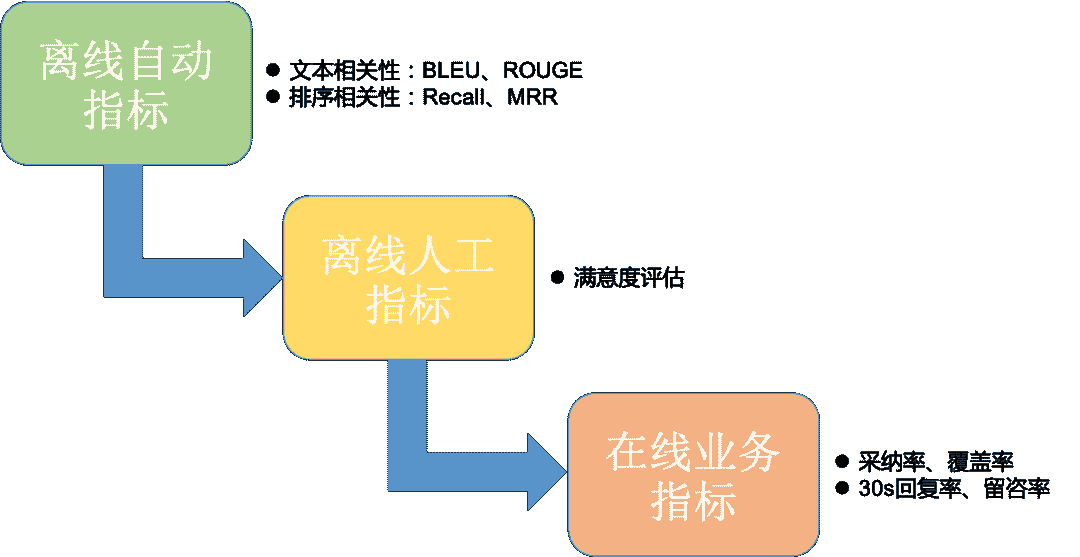 离线自动
指标
● 文本相关性：BLEU、ROUGE
● 排序相关性：Recall、MRR
离线人工
指标
● 满意度评估
在线业务
指标
● 采纳率、覆盖率
● 30s回复率、留咨率